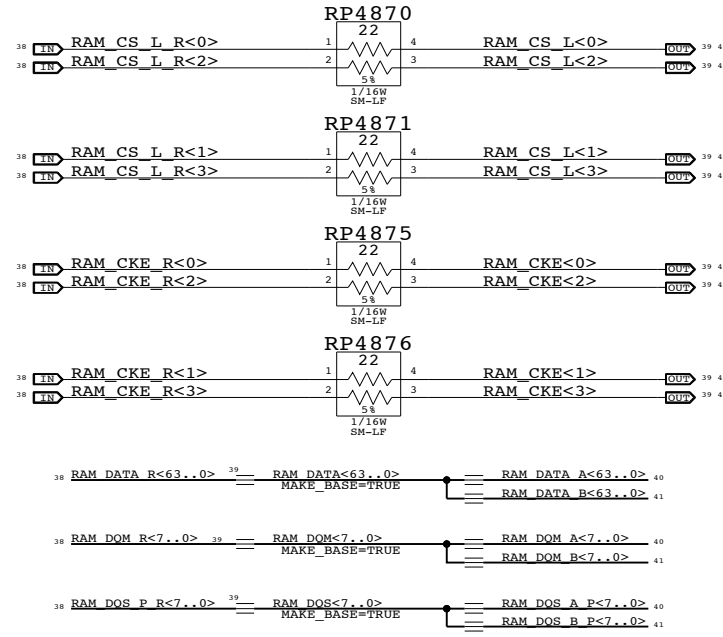 RP4870
22
38 IN RAM_CS_L_R<0> 1 4 RAM_CS_L<0> OUT 39 4
38 IN RAM_CS_L_R<2> 2 3 RAM_CS_L<2> OUT 39 4
5%
1/16W
SM-LF
RP4871
22
38 IN RAM_CS_L_R<1> 1 4 RAM_CS_L<1> OUT 39 4
38 IN RAM_CS_L_R<3> 2 3 RAM_CS_L<3> OUT 39 4
5%
1/16W
SM-LF
RP4875
22
38 IN RAM_CKE_R<0> 1 4 RAM_CKE<0> OUT 39 4
38 IN RAM_CKE_R<2> 2 3 RAM_CKE<2> OUT 39 4
5%
1/16W
SM-LF
RP4876
22
38 IN RAM_CKE_R<1> 1 4 RAM_CKE<1> OUT 39 4
38 IN RAM_CKE_R<3> 2 3 RAM_CKE<3> OUT 39 4
5%
1/16W
SM-LF
38 RAM_DATA_R<63..0> 39 RAM_DATA<63..0> RAM_DATA_A<63..0> 40
MAKE_BASE=TRUE RAM_DATA_B<63..0> 41
38 RAM_DQM_R<7..0> 39 RAM_DQM<7..0> RAM_DQM_A<7..0> 40
MAKE_BASE=TRUE RAM_DQM_B<7..0> 41
38 RAM_DQS_P_R<7..0> 39 RAM_DQS<7..0> RAM_DQS_A_P<7..0> 40
MAKE_BASE=TRUE RAM_DQS_B_P<7..0> 41